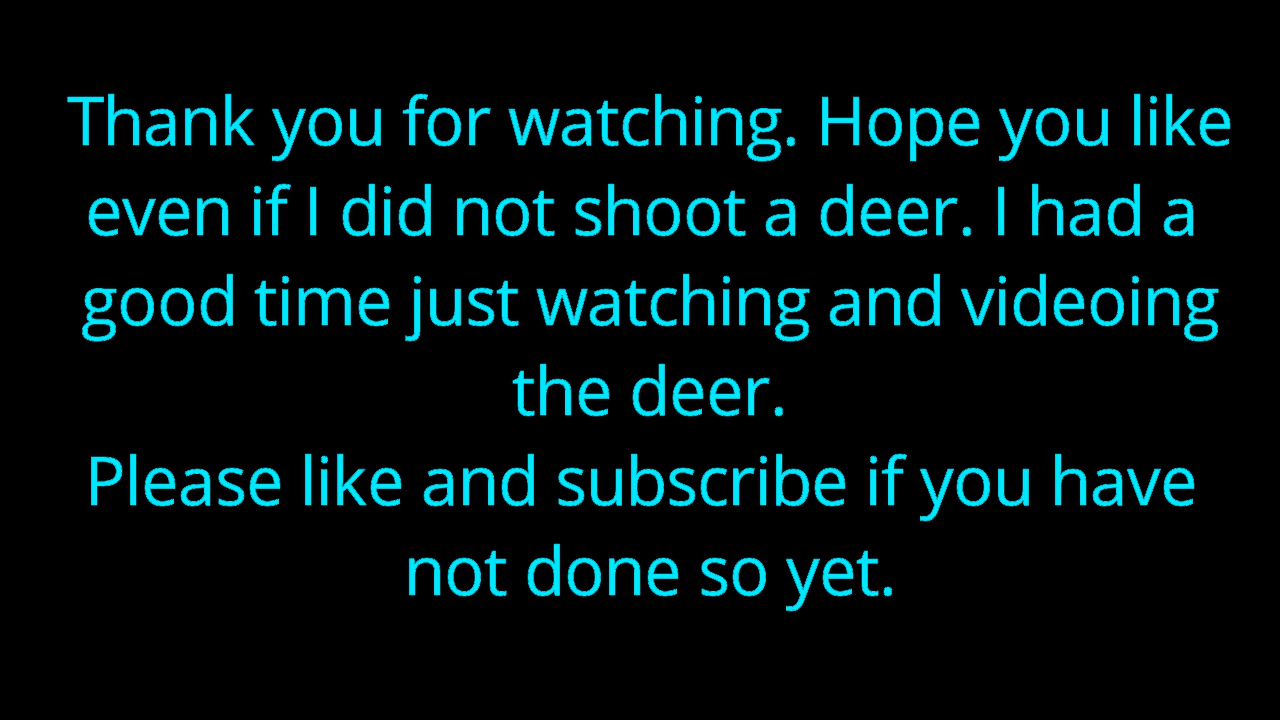 Thank you for watching. Hope you like
even if I did not shoot a deer. I had a
good time just watching and videoing
the deer.
Please like and subscribe if you have
not done so yet.